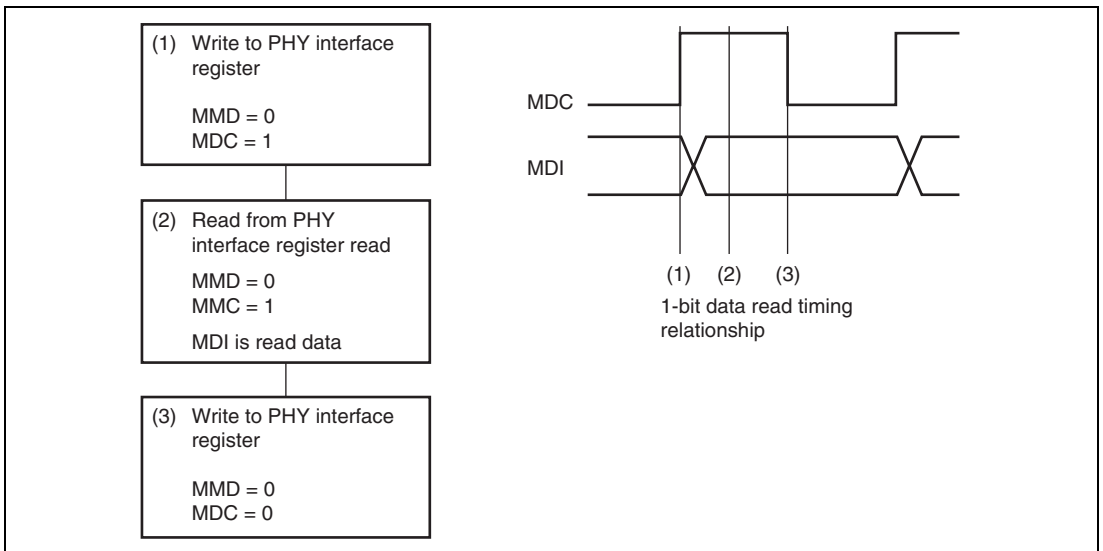 (1) Write to PHY interface
register
MMD = 0
MDC = 1
(2) Read from PHY
interface register read
MMD = 0
MMC = 1
MDI is read data
(3) Write to PHY interface
register
MMD = 0
MDC = 0
MDC
MDI
(1) (2) (3)
1-bit data read timing
relationship